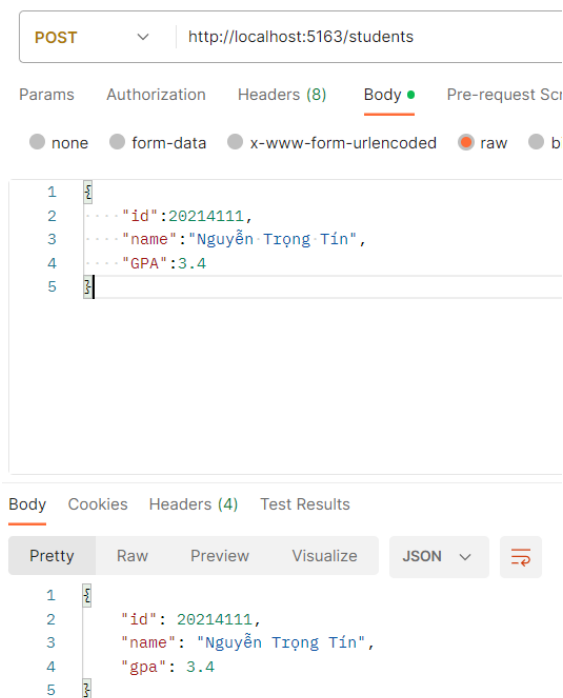 POST http://localhost:5163/students
Params Authorization Headers (8) Body Pre-request Scr
none form-data x-www-form-urlencoded raw b
1 {
2 "id":20214111,
3 "name":"Nguyễn Trọng Tín",
4 "GPA":3.4
5 }
Body Cookies Headers (4) Test Results
Pretty Raw Preview Visualize JSON
1 {
2 "id": 20214111,
3 "name": "Nguyễn Trọng Tín",
4 "gpa": 3.4
5 }